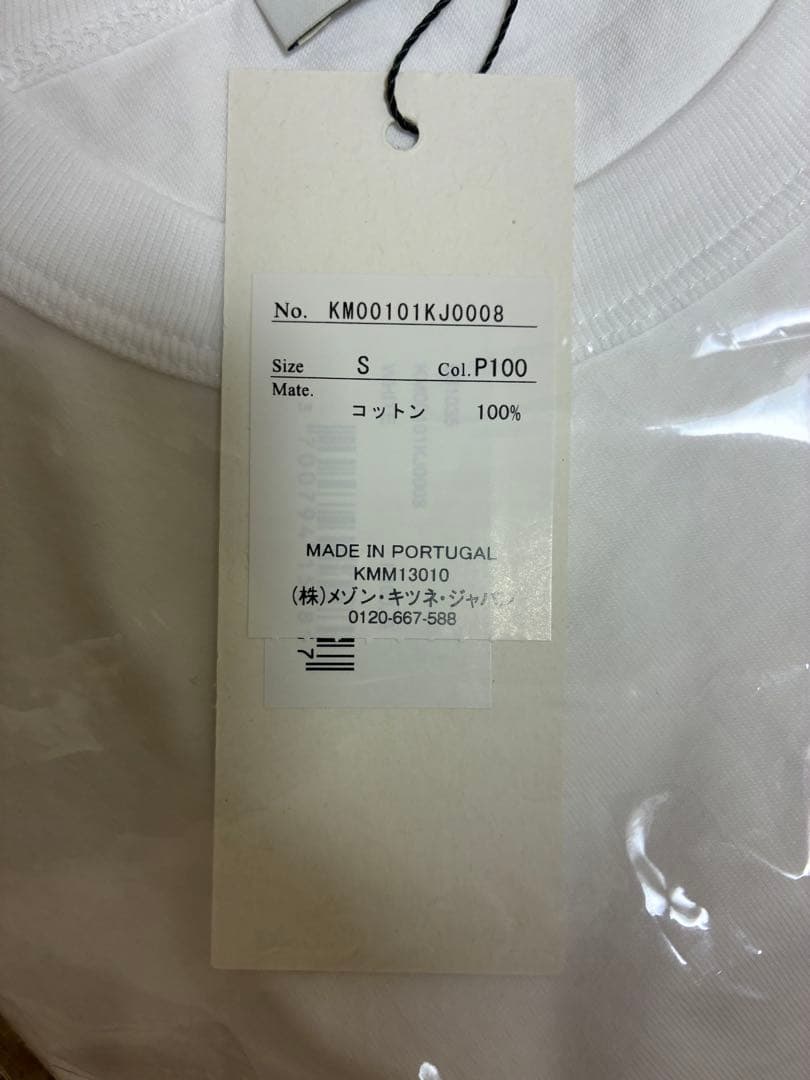 No. KM00101KJ0008
Size S Col. P100
Mate.
コットン 100%
MADE IN PORTUGAL
KMM13010
(株)メゾン・キツネ・ジャパン
0120-667-588
7